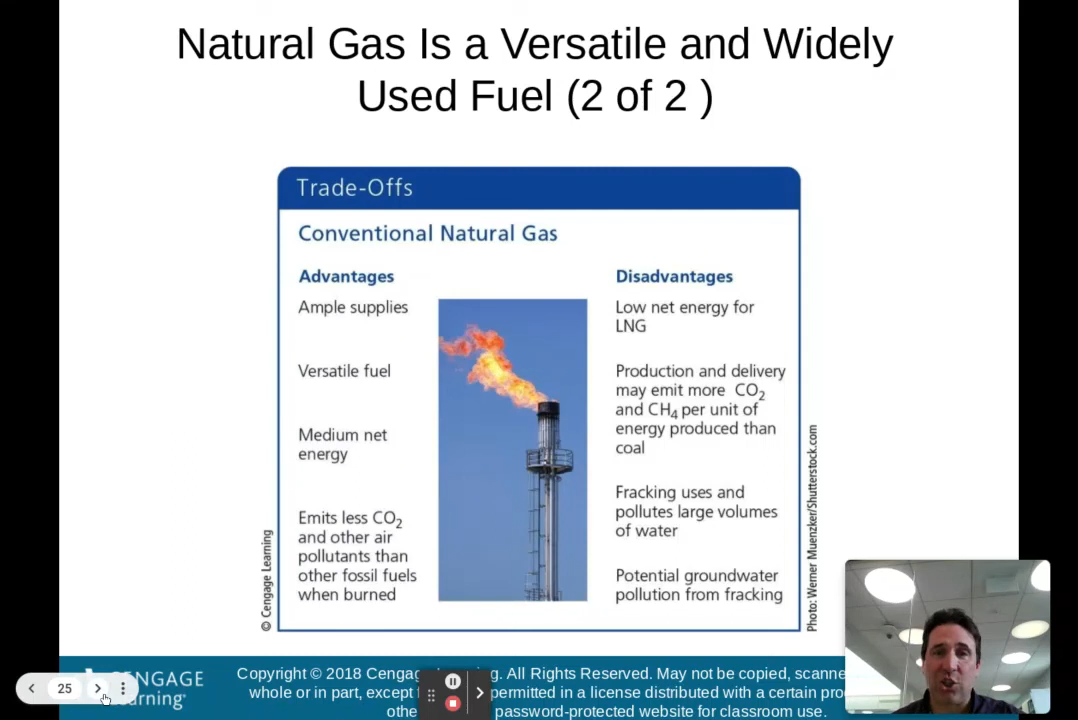 Natural Gas Is a Versatile and Widely
Used Fuel (2 of 2 )
Trade-Offs
Conventional Natural Gas
Advantages
Ample supplies
Versatile fuel
Medium net
energy
Emits less CO₂
and other air
pollutants than
other fossil fuels
when burned
Disadvantages
Low net energy for
LNG
Production and delivery
may emit more CO₂
and CH₄ per unit of
energy produced than
coal
Fracking uses and
pollutes large volumes
of water
Potential groundwater
pollution from fracking
© Cengage Learning
Photo: Werner Muenzker/Shutterstock.com
25
CENGAGE
Learning®
Copyright © 2018 Cengage. All Rights Reserved. May not be copied,
whole or in part, except permitted in a license distributed with a certain
password-protected website for classroom use.